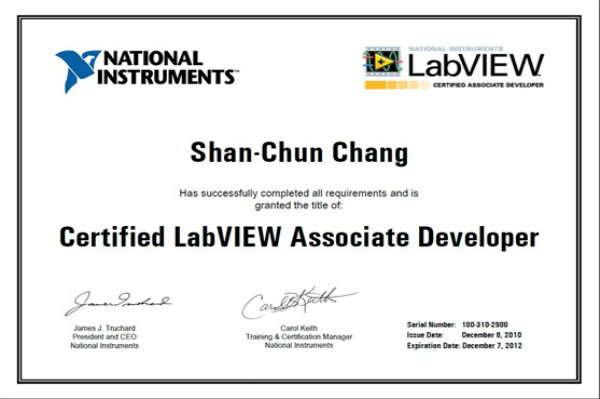 NATIONAL
INSTRUMENTS™
NATIONAL INSTRUMENTS
LabVIEW™
CERTIFIED ASSOCIATE DEVELOPER
Shan-Chun Chang
Has successfully completed all requirements and is
granted the title of:
Certified LabVIEW Associate Developer
James Truchard
Carol Keith
James J. Truchard
President and CEO
National Instruments
Carol Keith
Training & Certification Manager
National Instruments
Serial Number: 100-310-2900
Issue Date: December 8, 2010
Expiration Date: December 7, 2012